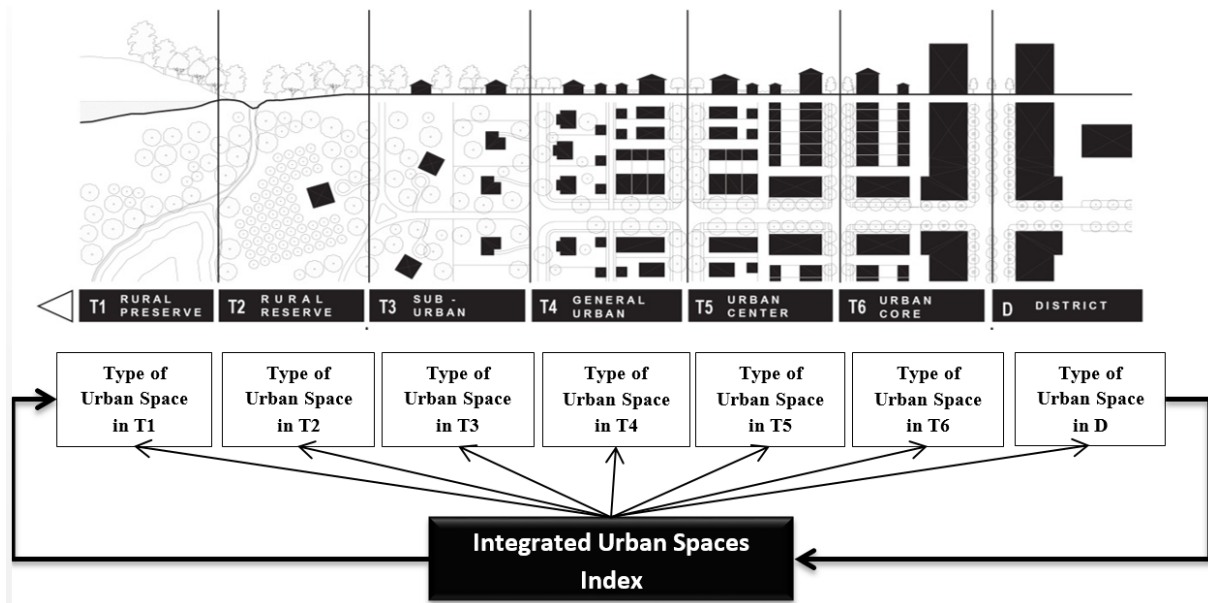 T1 RURAL
PRESERVE
T2 RURAL
RESERVE
T3 SUB -
URBAN
T4 GENERAL
URBAN
T5 URBAN
CENTER
T6 URBAN
CORE
D DISTRICT
Type of
Urban Space
in T1
Type of
Urban Space
in T2
Type of
Urban Space
in T3
Type of
Urban Space
in T4
Type of
Urban Space
in T5
Type of
Urban Space
in T6
Type of
Urban Space
in D
Integrated Urban Spaces
Index